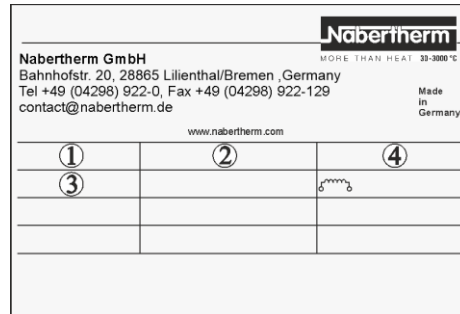 Nabertherm
MORE THAN HEAT 30-3000 °C
Nabertherm GmbH
Bahnhofstr. 20, 28865 Lilienthal/Bremen ,Germany
Tel +49 (04298) 922-0, Fax +49 (04298) 922-129
contact@nabertherm.de
Made
in
Germany
www.nabertherm.com
① ② ④
③